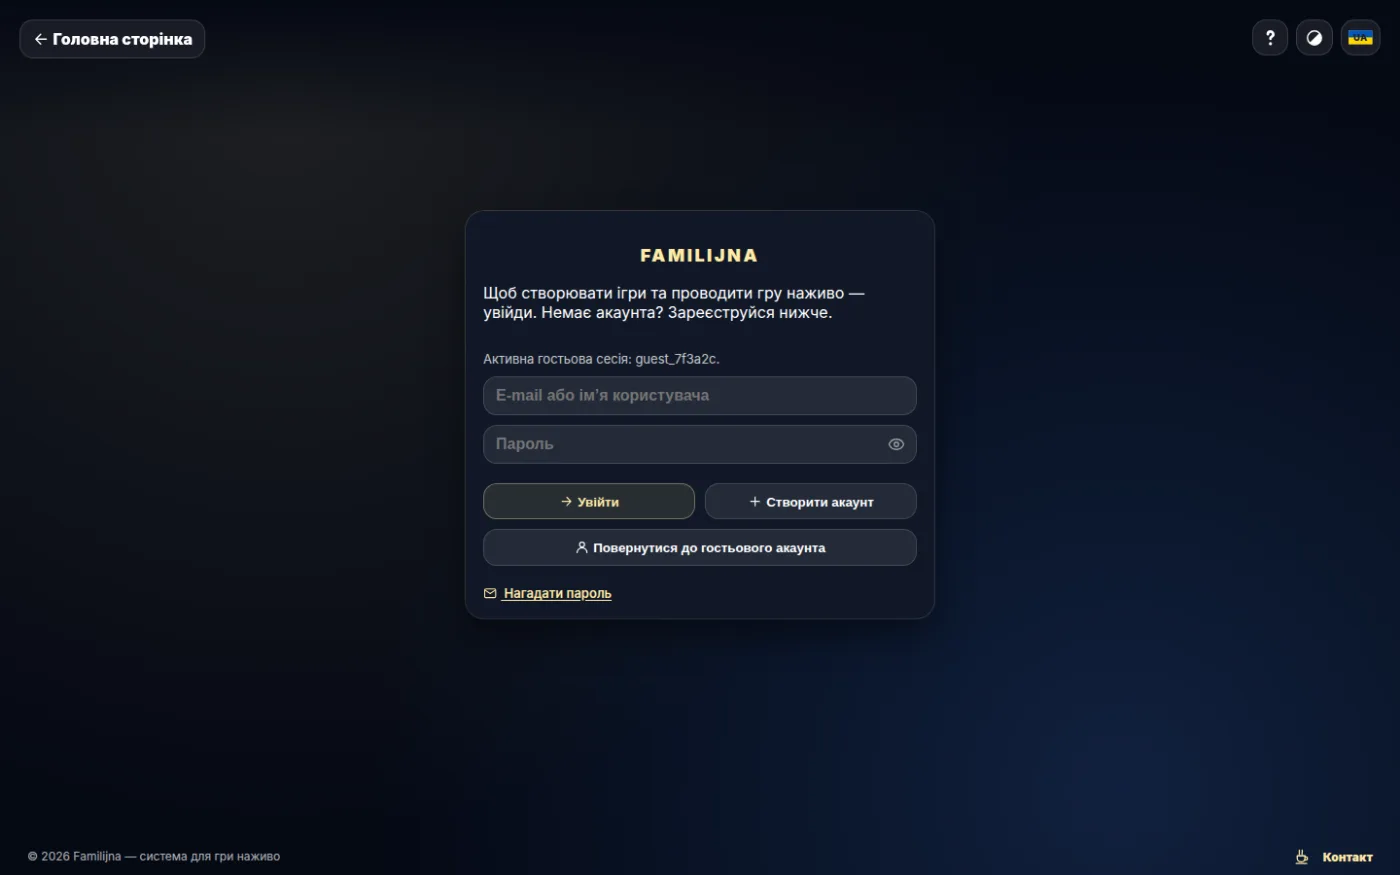 ← Головна сторінка
?
UA
FAMILIJNA
Щоб створювати ігри та проводити гру наживо —
увійди. Немає акаунта? Зареєструйся нижче.
Активна гостьова сесія: guest_7f3a2c.
E-mail або ім’я користувача
Пароль
→ Увійти
+ Створити акаунт
Повернутися до гостьового акаунта
Нагадати пароль
© 2026 Familijna — система для гри наживо
Контакт